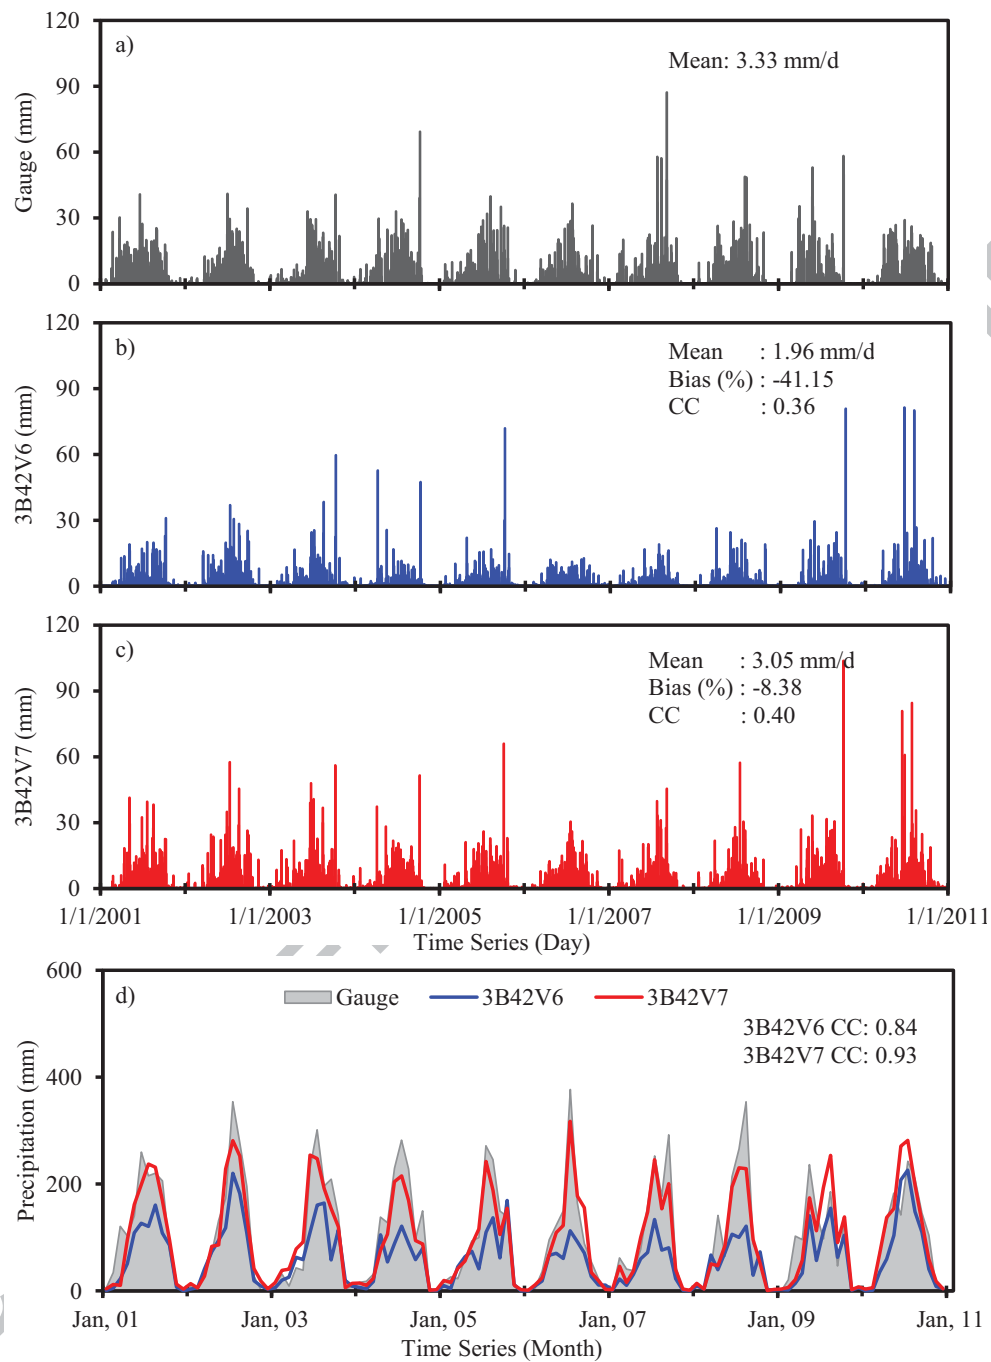 120
a)
Mean: 3.33 mm/d
90
60
30
0
Gauge (mm)
120
b)
Mean : 1.96 mm/d
Bias (%) : -41.15
CC : 0.36
90
60
30
0
3B42V6 (mm)
120
c)
Mean : 3.05 mm/d
Bias (%) : -8.38
CC : 0.40
90
60
30
0
3B42V7 (mm)
1/1/2001 1/1/2003 1/1/2005 1/1/2007 1/1/2009 1/1/2011
Time Series (Day)
600
d)
Gauge 3B42V6 3B42V7
3B42V6 CC: 0.84
3B42V7 CC: 0.93
400
200
0
Precipitation (mm)
Jan, 01 Jan, 03 Jan, 05 Jan, 07 Jan, 09 Jan, 11
Time Series (Month)